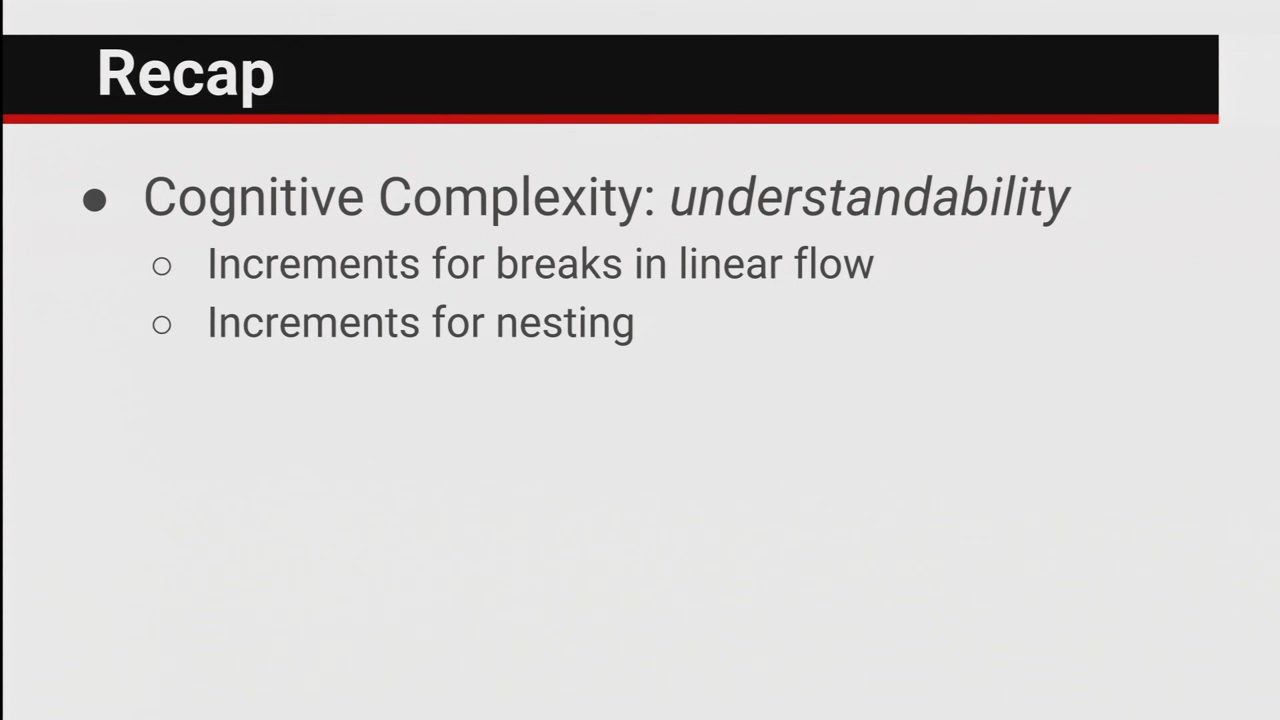 Recap
● Cognitive Complexity: understandability
○ Increments for breaks in linear flow
○ Increments for nesting